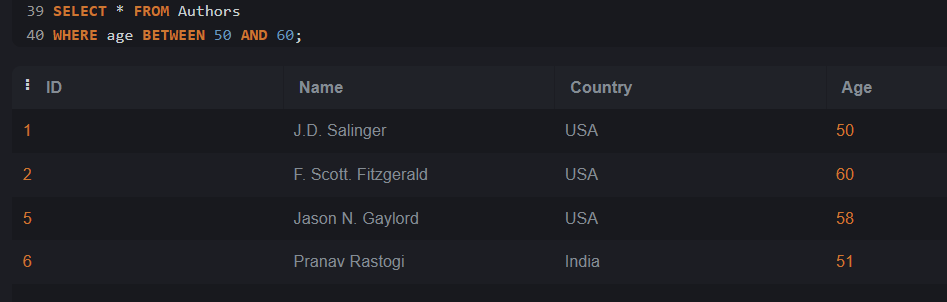 39 SELECT * FROM Authors
40 WHERE age BETWEEN 50 AND 60;
ID Name Country Age
1 J.D. Salinger USA 50
2 F. Scott. Fitzgerald USA 60
5 Jason N. Gaylord USA 58
6 Pranav Rastogi India 51